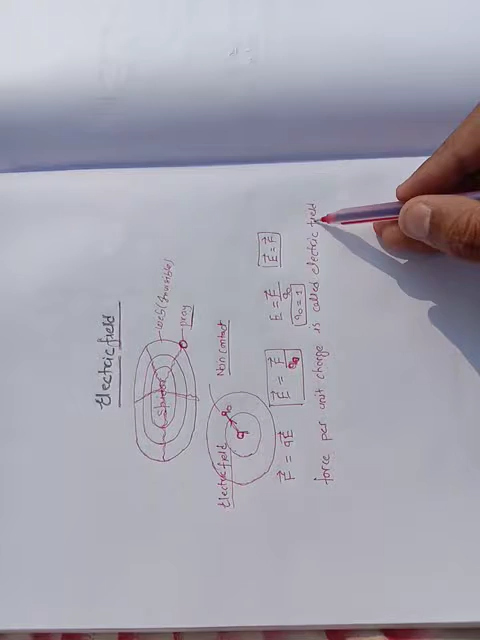 Electric field
web (Invisible)
Spider
pray
Non contact
Electric field
q₀
q
F⃗ = qE⃗
E⃗ = F⃗/q₀
E = F⃗/q₀
q₀ = 1
E⃗ = F⃗
force per unit charge is called electric field